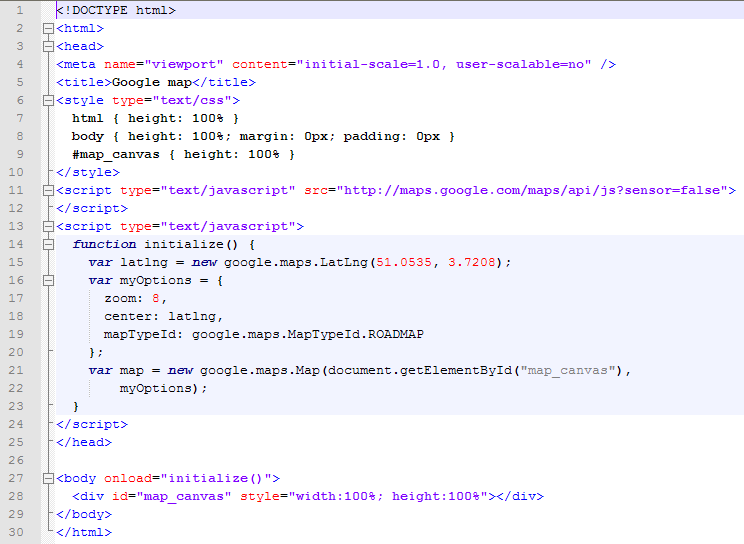 1 <!DOCTYPE html>
2 <html>
3 <head>
4 <meta name="viewport" content="initial-scale=1.0, user-scalable=no" />
5 <title>Google map</title>
6 <style type="text/css">
7   html { height: 100% }
8   body { height: 100%; margin: 0px; padding: 0px }
9   #map_canvas { height: 100% }
10 </style>
11 <script type="text/javascript" src="http://maps.google.com/maps/api/js?sensor=false">
12 </script>
13 <script type="text/javascript">
14   function initialize() {
15     var latlng = new google.maps.LatLng(51.0535, 3.7208);
16     var myOptions = {
17       zoom: 8,
18       center: latlng,
19       mapTypeId: google.maps.MapTypeId.ROADMAP
20     };
21     var map = new google.maps.Map(document.getElementById("map_canvas"),
22         myOptions);
23   }
24 </script>
25 </head>
26
27 <body onload="initialize()">
28   <div id="map_canvas" style="width:100%; height:100%"></div>
29 </body>
30 </html>